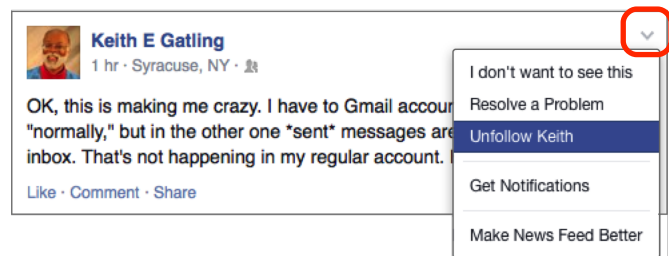 Keith E Gatling
1 hr · Syracuse, NY ·
OK, this is making me crazy. I have to Gmail accour
"normally," but in the other one *sent* messages are
inbox. That's not happening in my regular account.
Like · Comment · Share
I don't want to see this
Resolve a Problem
Unfollow Keith
Get Notifications
Make News Feed Better